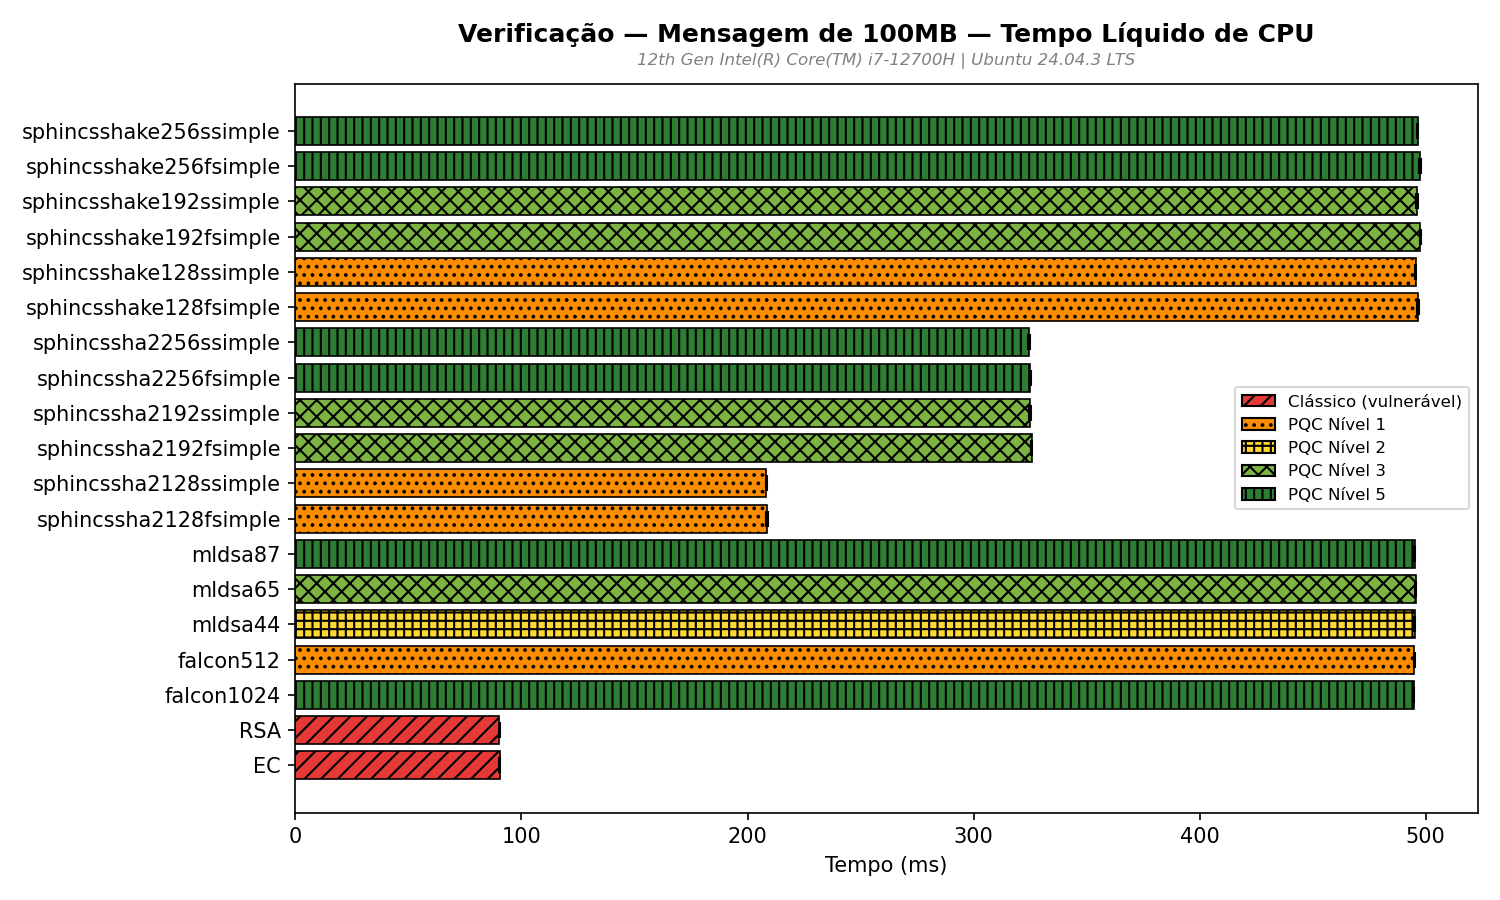 Verificação — Mensagem de 100MB — Tempo Líquido de CPU
12th Gen Intel(R) Core(TM) i7-12700H | Ubuntu 24.04.3 LTS
sphincsshake256ssimple
sphincsshake256fsimple
sphincsshake192ssimple
sphincsshake192fsimple
sphincsshake128ssimple
sphincsshake128fsimple
sphincssha2256ssimple
sphincssha2256fsimple
sphincssha2192ssimple
sphincssha2192fsimple
sphincssha2128ssimple
sphincssha2128fsimple
mldsa87
mldsa65
mldsa44
falcon512
falcon1024
RSA
EC
Clássico (vulnerável)
PQC Nível 1
PQC Nível 2
PQC Nível 3
PQC Nível 5
0 100 200 300 400 500
Tempo (ms)